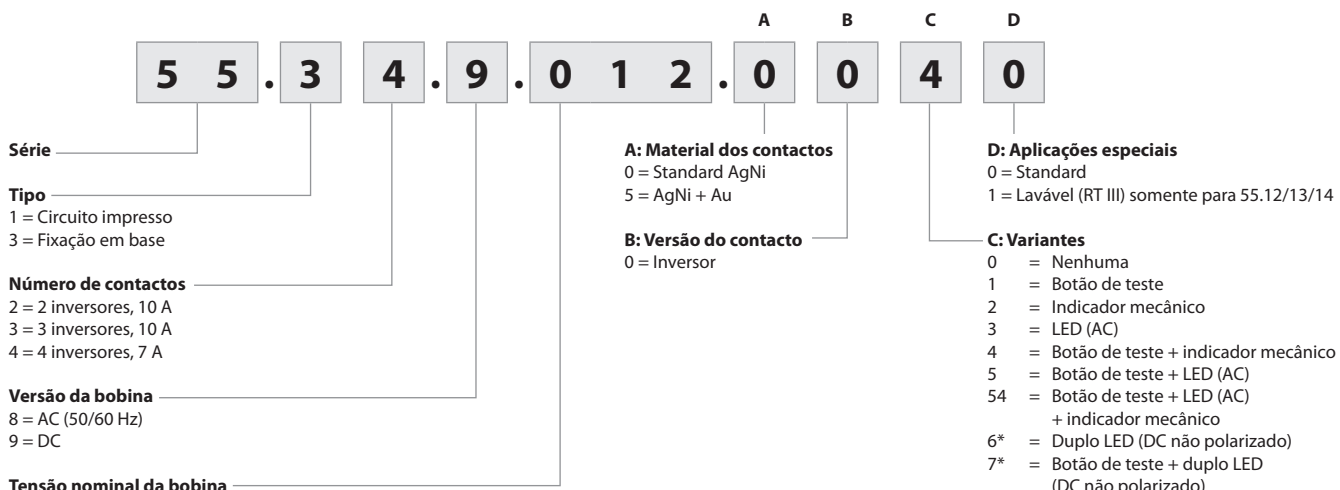 A B C D
5 5 . 3 4 . 9 . 0 1 2 . 0 0 4 0
Série
Tipo
1 = Circuito impresso
3 = Fixação em base
Número de contactos
2 = 2 inversores, 10 A
3 = 3 inversores, 10 A
4 = 4 inversores, 7 A
Versão da bobina
8 = AC (50/60 Hz)
9 = DC
Tensão nominal da bobina
A: Material dos contactos
0 = Standard AgNi
5 = AgNi + Au
B: Versão do contacto
0 = Inversor
D: Aplicações especiais
0 = Standard
1 = Lavável (RT III) somente para 55.12/13/14
C: Variantes
0 = Nenhuma
1 = Botão de teste
2 = Indicador mecânico
3 = LED (AC)
4 = Botão de teste + indicador mecânico
5 = Botão de teste + LED (AC)
54 = Botão de teste + LED (AC)
+ indicador mecânico
6* = Duplo LED (DC não polarizado)
7* = Botão de teste + duplo LED
(DC não polarizado)